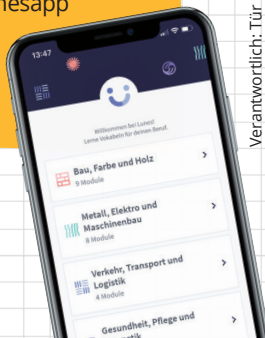 nesapp
13:47
Willkommen bei Lunes!
Lerne Vokabeln für deinen Beruf.
Bau, Farbe und Holz
9 Module
Metall, Elektro und
Maschinenbau
8 Module
Verkehr, Transport und
Logistik
4 Module
Gesundheit, Pflege und
Verantwortlich: Tür